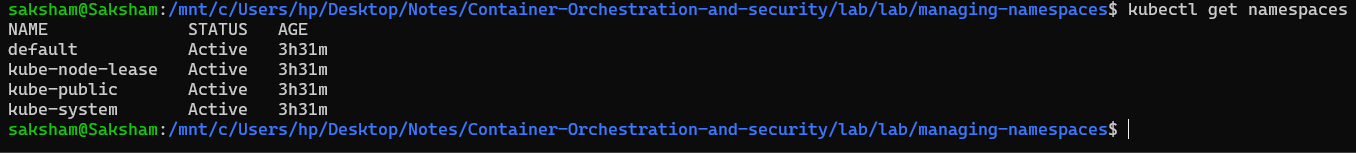 saksham@Saksham:/mnt/c/Users/hp/Desktop/Notes/Container-Orchestration-and-security/lab/lab/managing-namespaces$ kubectl get namespaces
NAME              STATUS   AGE
default           Active   3h31m
kube-node-lease   Active   3h31m
kube-public       Active   3h31m
kube-system       Active   3h31m
saksham@Saksham:/mnt/c/Users/hp/Desktop/Notes/Container-Orchestration-and-security/lab/lab/managing-namespaces$